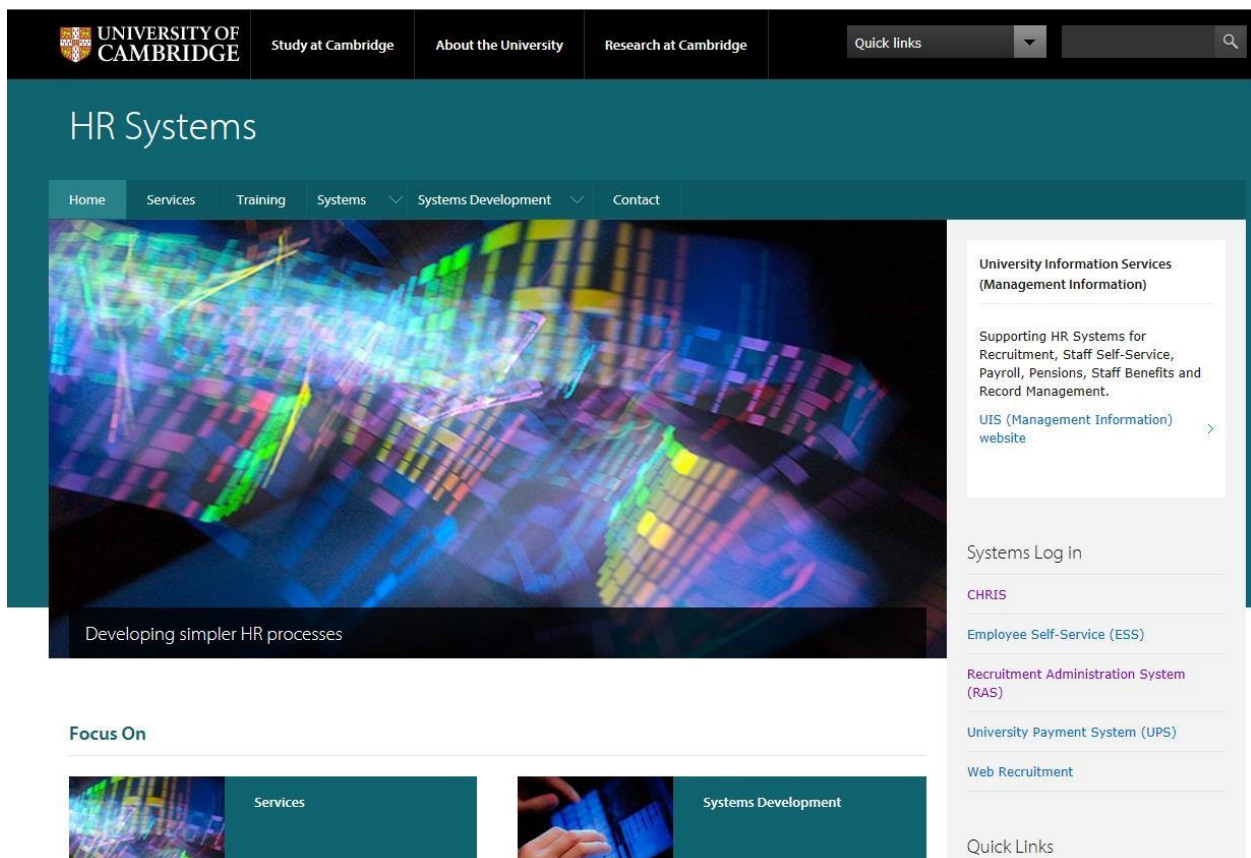 UNIVERSITY OF
CAMBRIDGE
Study at Cambridge
About the University
Research at Cambridge
Quick links
HR Systems
Home
Services
Training
Systems
Systems Development
Contact
Developing simpler HR processes
University Information Services
(Management Information)
Supporting HR Systems for
Recruitment, Staff Self-Service,
Payroll, Pensions, Staff Benefits and
Record Management.
UIS (Management Information)
website
Systems Log in
CHRIS
Employee Self-Service (ESS)
Recruitment Administration System
(RAS)
University Payment System (UPS)
Web Recruitment
Quick Links
Focus On
Services
Systems Development